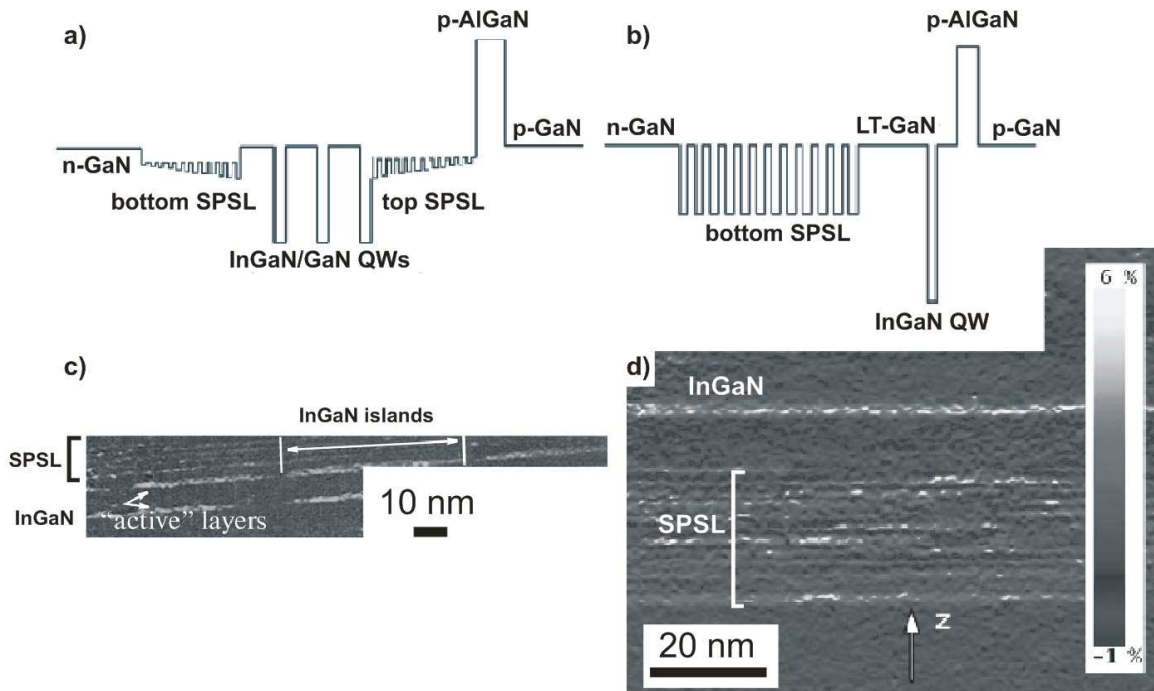 a)
p-AlGaN
n-GaN
p-GaN
bottom SPSL
top SPSL
InGaN/GaN QWs
b)
p-AlGaN
n-GaN
LT-GaN
p-GaN
bottom SPSL
InGaN QW
c)
InGaN islands
SPSL
InGaN
"active" layers
10 nm
d)
InGaN
SPSL
z
20 nm
6 %
-1 %